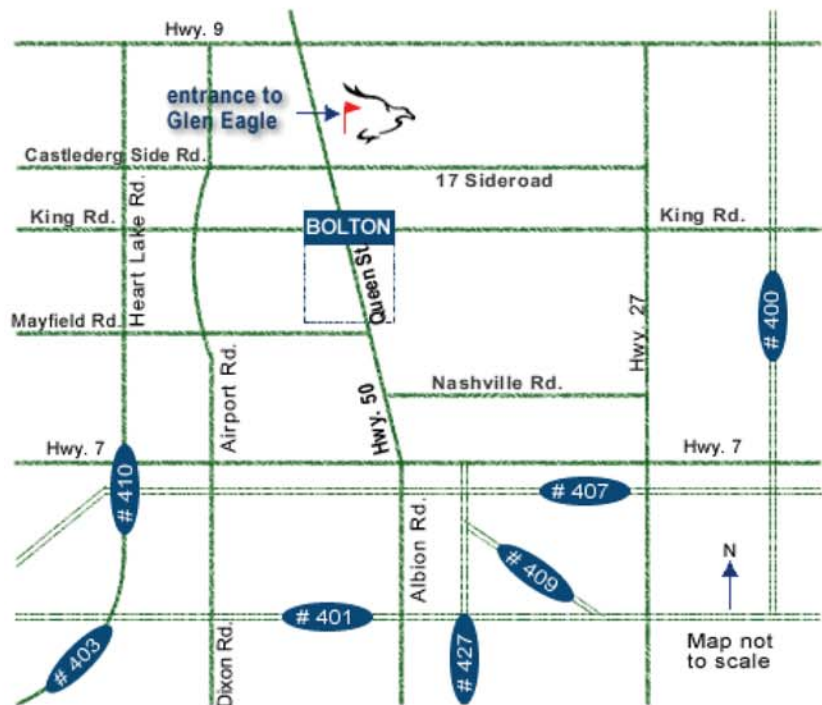 Hwy. 9
entrance to
Glen Eagle
Castlederg Side Rd.
17 Sideroad
King Rd.
BOLTON
King Rd.
Heart Lake Rd.
Queen St.
Mayfield Rd.
Hwy. 27
# 400
Airport Rd.
Hwy. 50
Nashville Rd.
Hwy. 7
Hwy. 7
# 410
# 407
Albion Rd.
# 409
N
# 401
Map not
to scale
# 403
Dixon Rd.
# 427